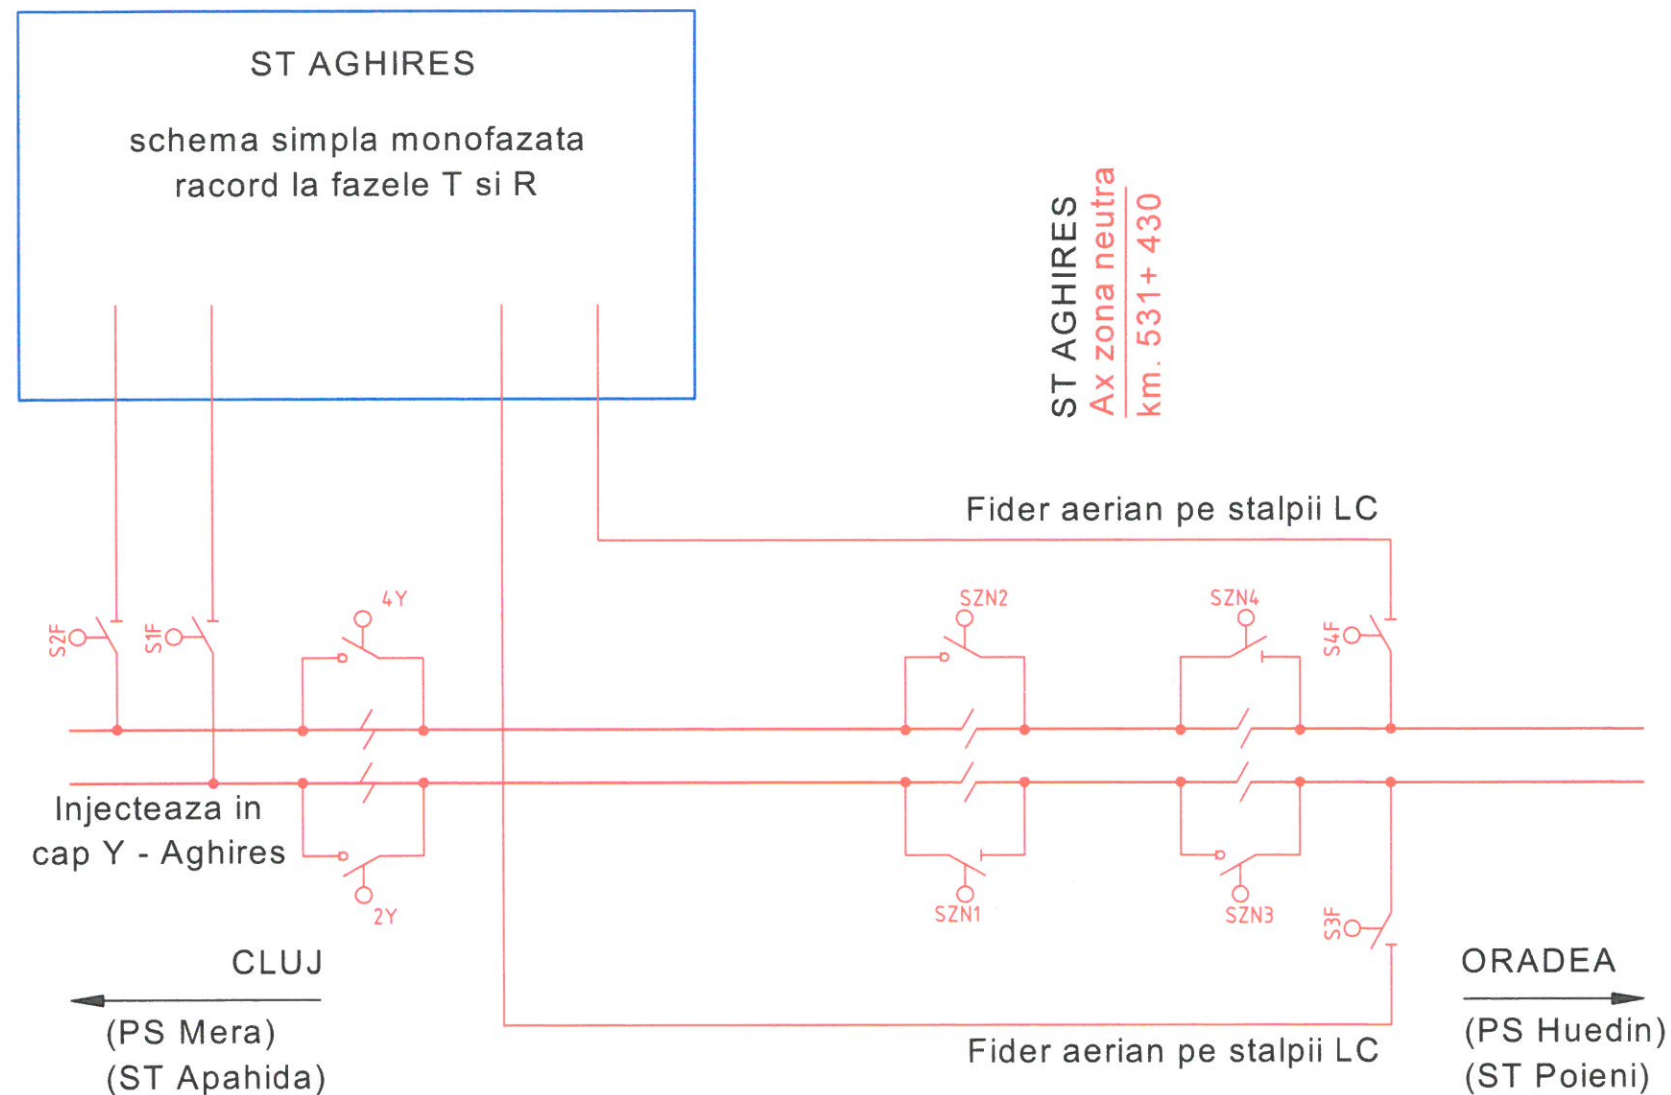 ST AGHIRES
schema simpla monofazata
racord la fazele T si R
ST AGHIRES
Ax zona neutra
km. 531+ 430
Fider aerian pe stalpii LC
S2F
S1F
4Y
SZN2
SZN4
S4F
Injecteaza in
cap Y - Aghires
2Y
SZN1
SZN3
S3F
CLUJ
(PS Mera)
(ST Apahida)
ORADEA
(PS Huedin)
(ST Poieni)
Fider aerian pe stalpii LC